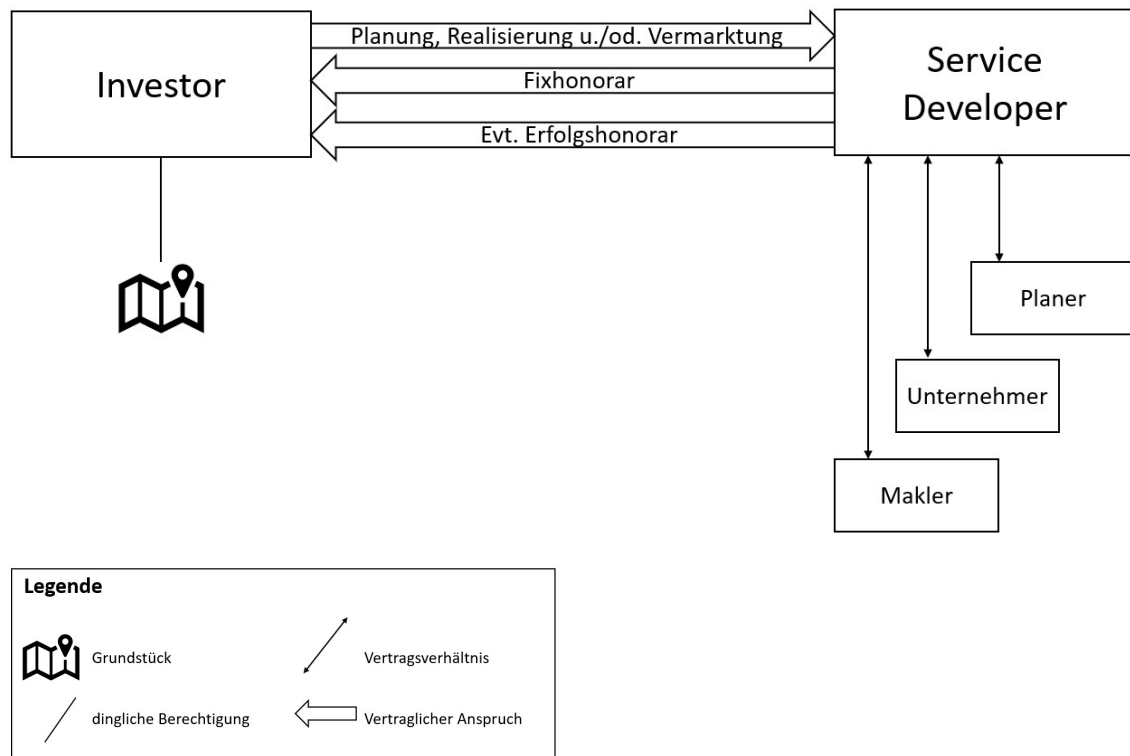 Investor
Planung, Realisierung u./od. Vermarktung
Fixhonorar
Evt. Erfolgshonorar
Service
Developer
Planer
Unternehmer
Makler
Legende
Grundstück
Vertragsverhältnis
dingliche Berechtigung
Vertraglicher Anspruch